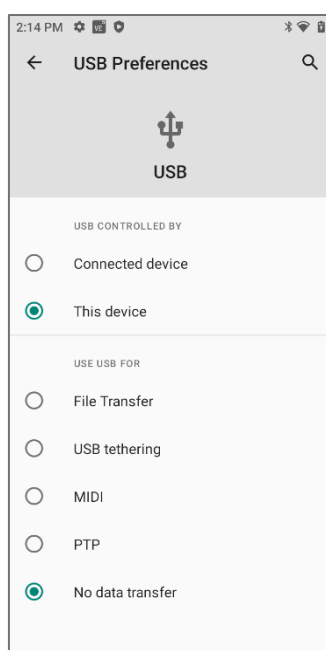 2:14 PM
USB Preferences
USB
USB CONTROLLED BY
Connected device
This device
USE USB FOR
File Transfer
USB tethering
MIDI
PTP
No data transfer